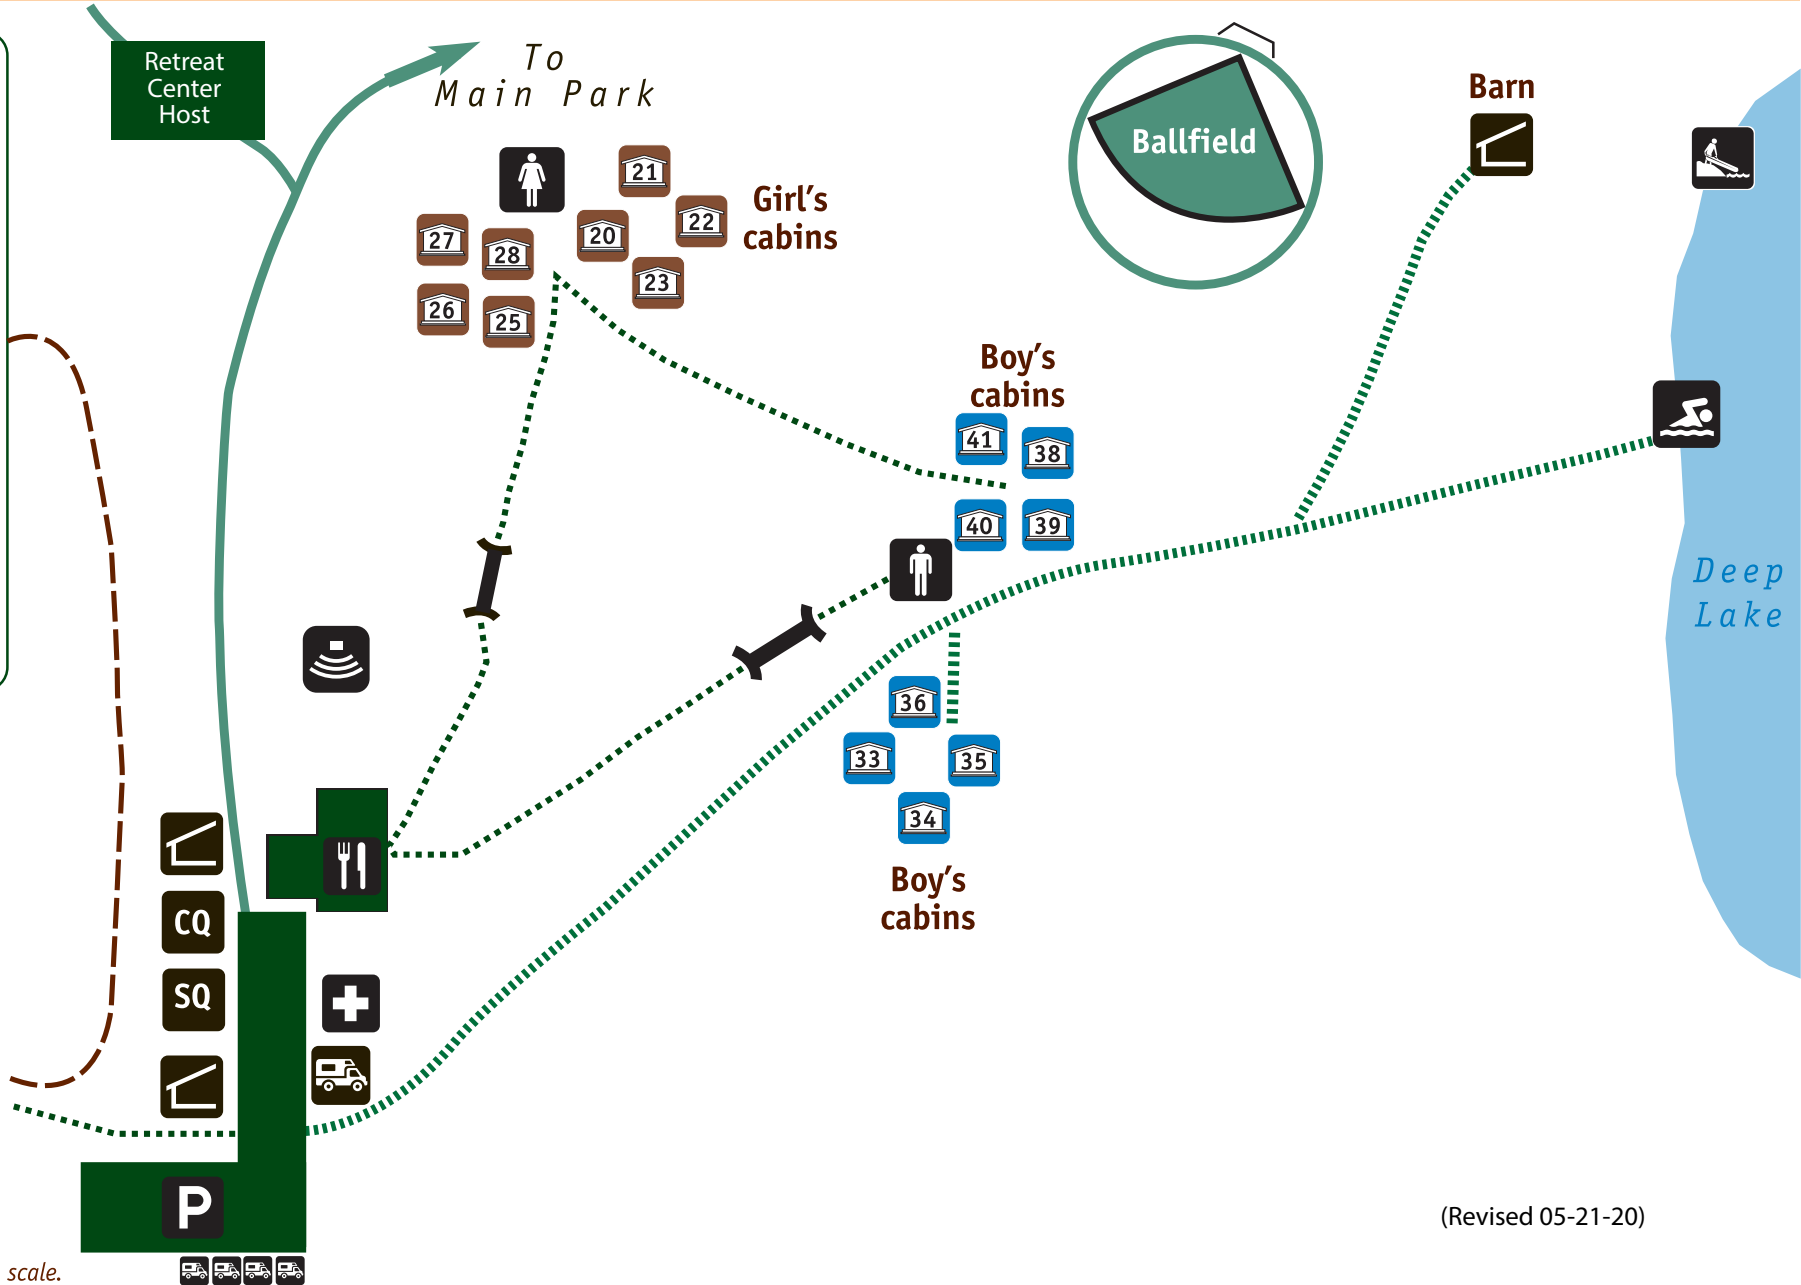 Retreat
Center
Host
To
Main Park
Ballfield
Barn
21
22
Girl's
cabins
20
27
28
23
26
25
Boy's
cabins
41
38
40
39
Deep
Lake
36
33
35
34
Boy's
cabins
CQ
SQ
P
(Revised 05-21-20)
scale.